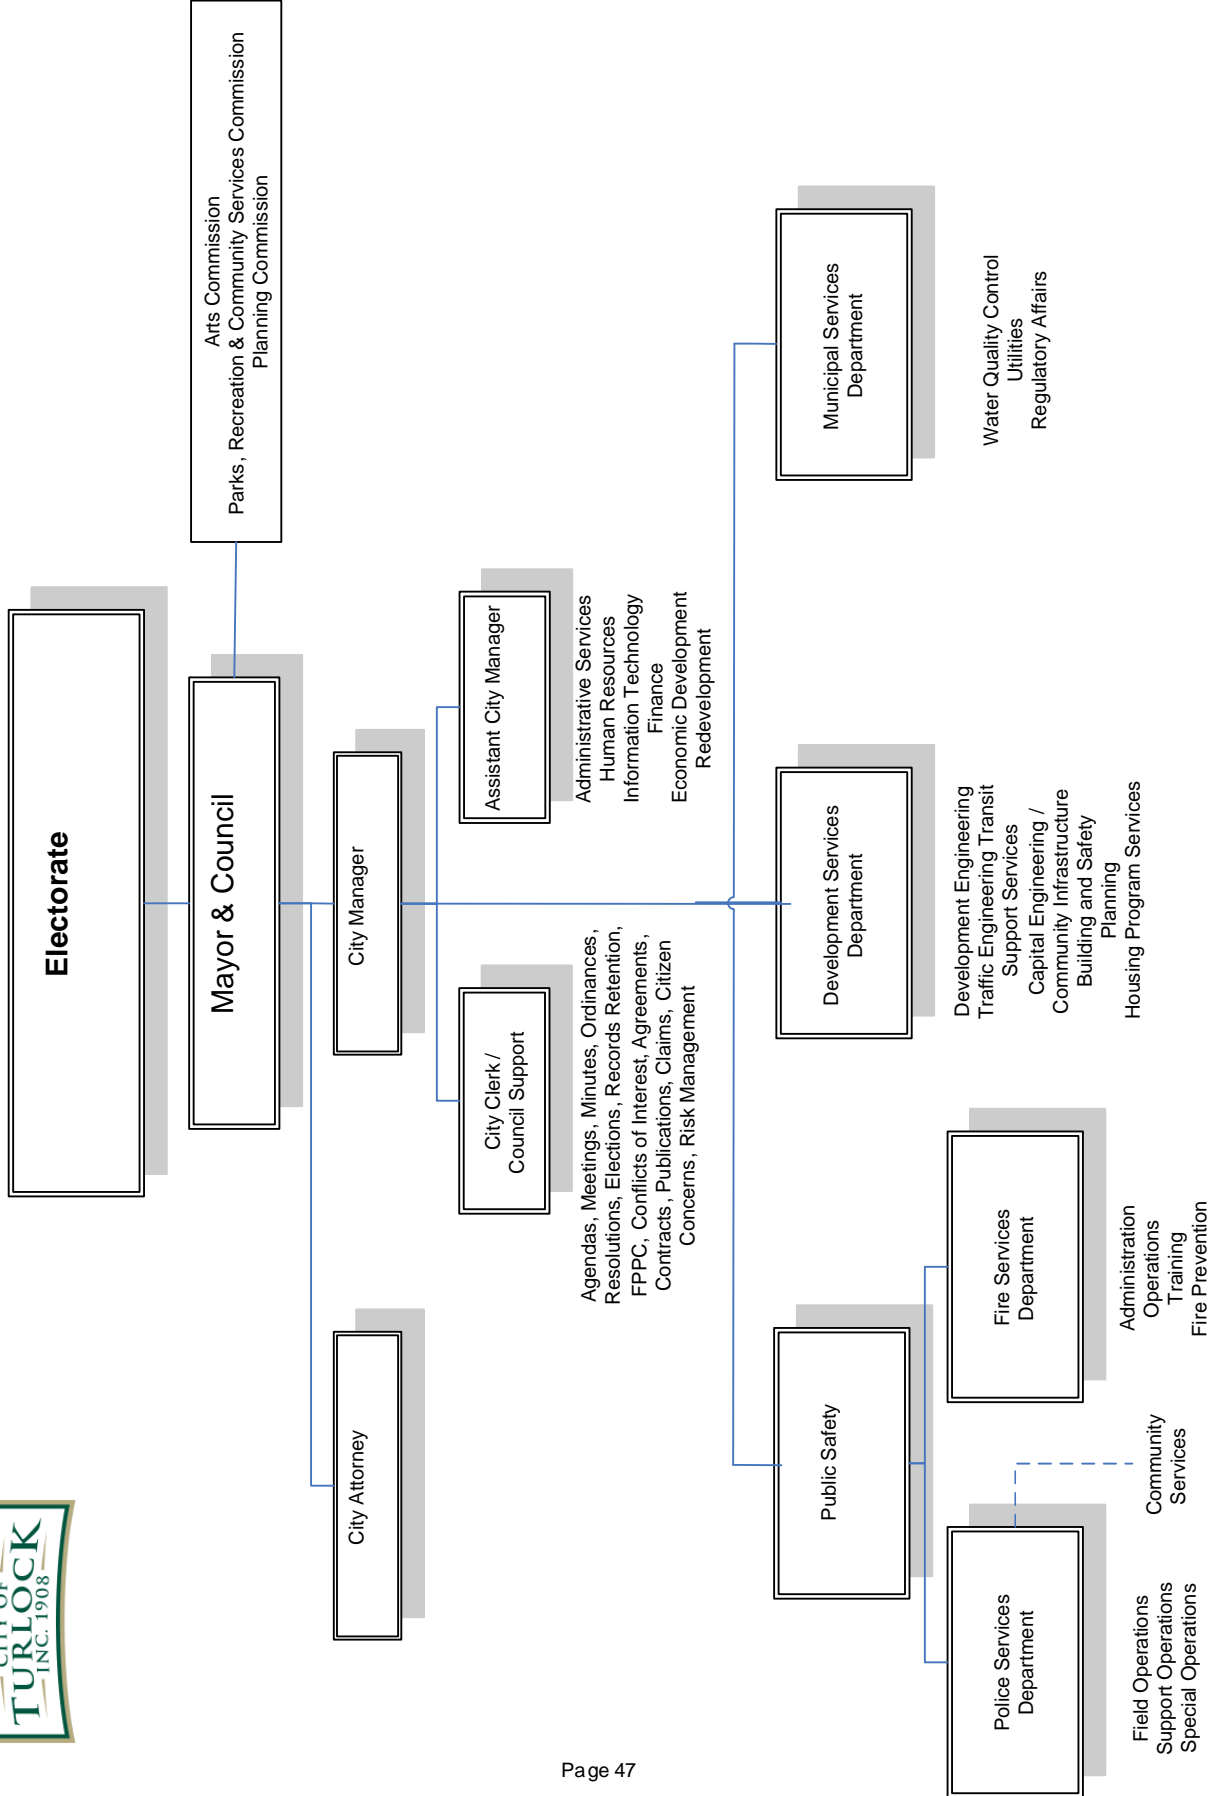 CITY OF
TURLOCK
INC. 1908
Electorate
Mayor & Council
Arts Commission
Parks, Recreation & Community Services Commission
Planning Commission
City Attorney
City Manager
City Clerk /
Council Support
Agendas, Meetings, Minutes, Ordinances,
Resolutions, Elections, Records Retention,
FPPC, Conflicts of Interest, Agreements,
Contracts, Publications, Claims, Citizen
Concerns, Risk Management
Assistant City Manager
Administrative Services
Human Resources
Information Technology
Finance
Economic Development
Redevelopment
Public Safety
Development Services
Department
Development Engineering
Traffic Engineering Transit
Support Services
Capital Engineering /
Community Infrastructure
Building and Safety
Planning
Housing Program Services
Municipal Services
Department
Water Quality Control
Utilities
Regulatory Affairs
Police Services
Department
Field Operations
Support Operations
Special Operations
Community
Services
Fire Services
Department
Administration
Operations
Training
Fire Prevention
Page 47